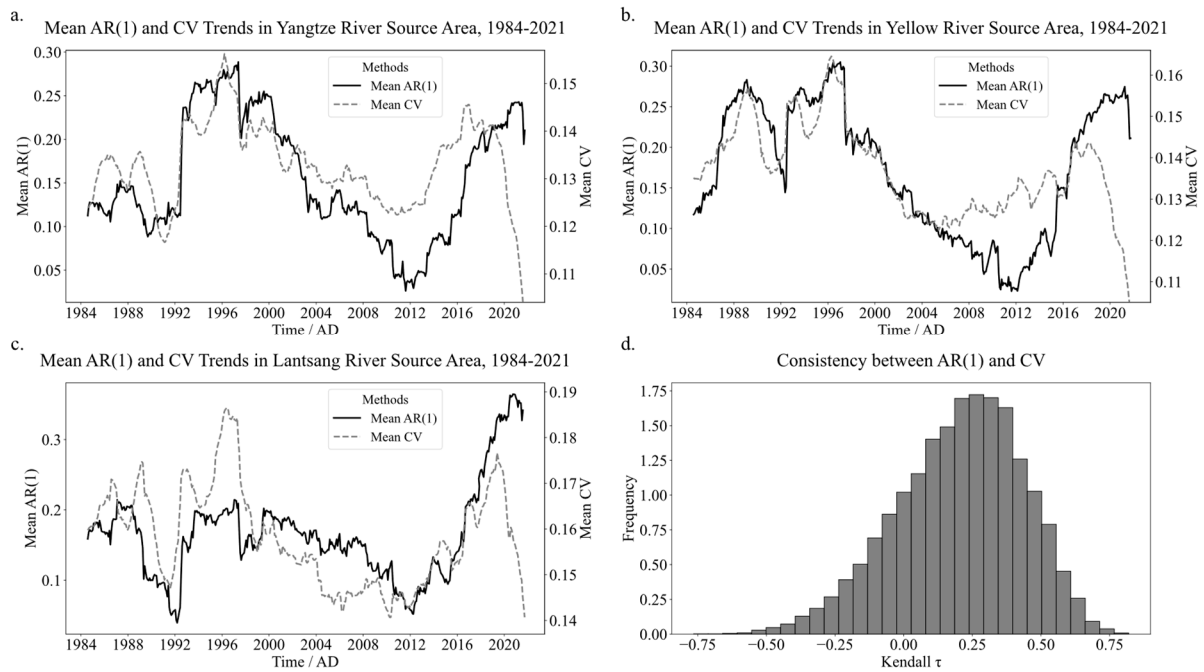 a.
Mean AR(1) and CV Trends in Yangtze River Source Area, 1984-2021
Methods
Mean AR(1)
Mean CV
0.30
0.25
0.20
0.15
0.10
0.05
Mean AR(1)
0.15
0.14
0.13
0.12
0.11
Mean CV
1984 1988 1992 1996 2000 2004 2008 2012 2016 2020
Time / AD
b.
Mean AR(1) and CV Trends in Yellow River Source Area, 1984-2021
Methods
Mean AR(1)
Mean CV
0.30
0.25
0.20
0.15
0.10
0.05
Mean AR(1)
0.16
0.15
0.14
0.13
0.12
0.11
Mean CV
1984 1988 1992 1996 2000 2004 2008 2012 2016 2020
Time / AD
c.
Mean AR(1) and CV Trends in Lantsang River Source Area, 1984-2021
Methods
Mean AR(1)
Mean CV
0.3
0.2
0.1
Mean AR(1)
0.19
0.18
0.17
0.16
0.15
0.14
Mean CV
1984 1988 1992 1996 2000 2004 2008 2012 2016 2020
Time / AD
d.
Consistency between AR(1) and CV
1.75
1.50
1.25
1.00
0.75
0.50
0.25
0.00
Frequency
−0.75 −0.50 −0.25 0.00 0.25 0.50 0.75
Kendall τ